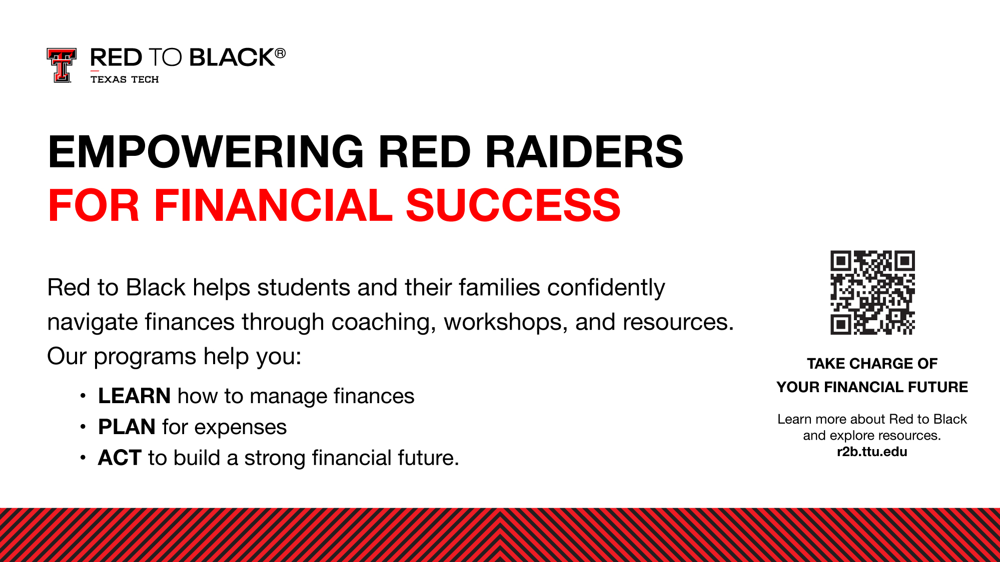 RED TO BLACK®
TEXAS TECH
EMPOWERING RED RAIDERS
FOR FINANCIAL SUCCESS
Red to Black helps students and their families confidently
navigate finances through coaching, workshops, and resources.
Our programs help you:
• LEARN how to manage finances
• PLAN for expenses
• ACT to build a strong financial future.
TAKE CHARGE OF
YOUR FINANCIAL FUTURE
Learn more about Red to Black
and explore resources.
r2b.ttu.edu